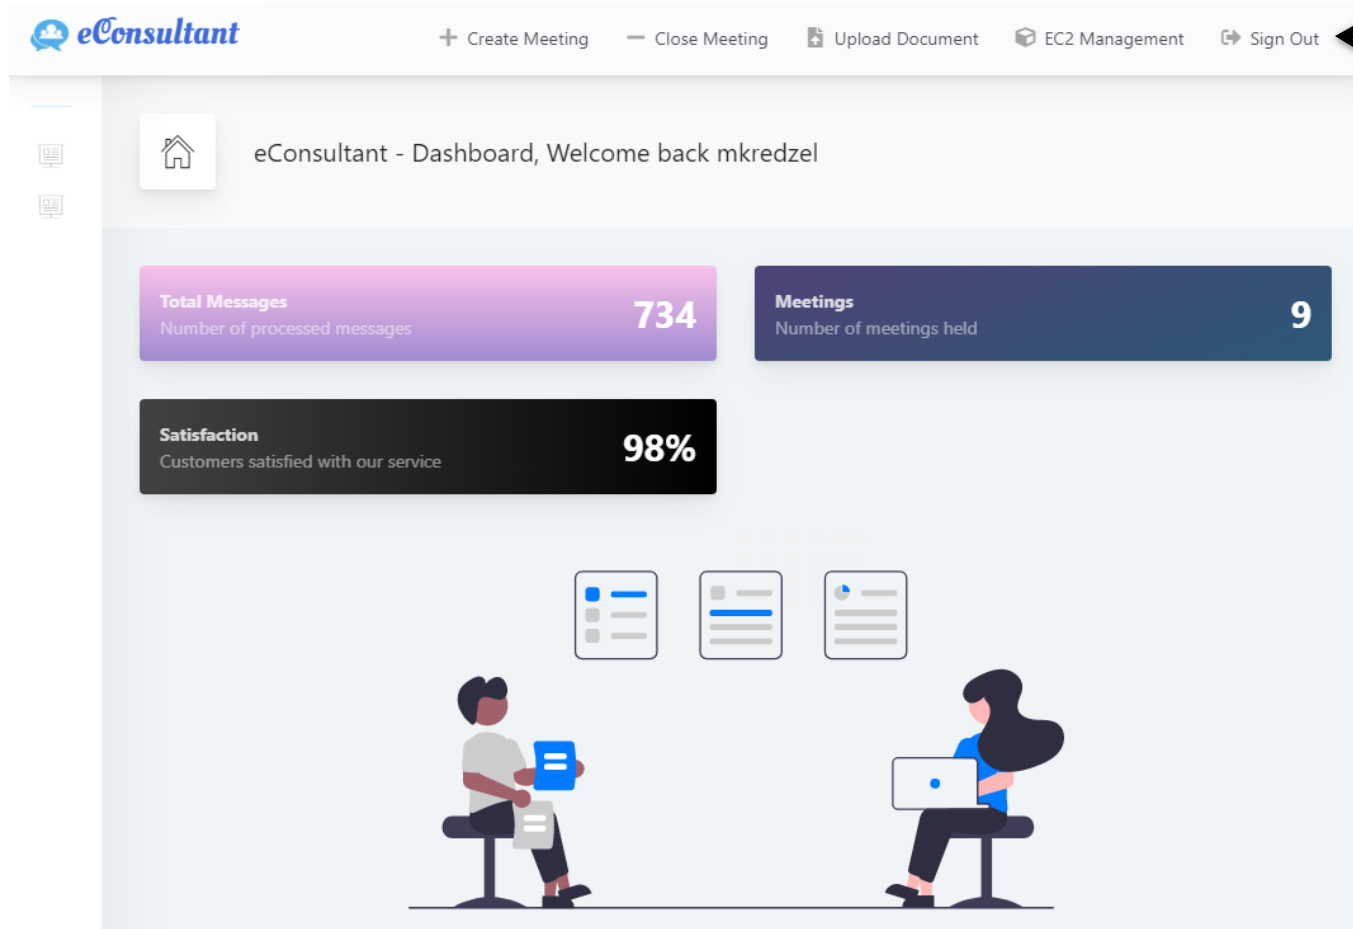 eConsultant
Create Meeting
Close Meeting
Upload Document
EC2 Management
Sign Out
eConsultant - Dashboard, Welcome back mkredzel
Total Messages
Number of processed messages
734
Meetings
Number of meetings held
9
Satisfaction
Customers satisfied with our service
98%